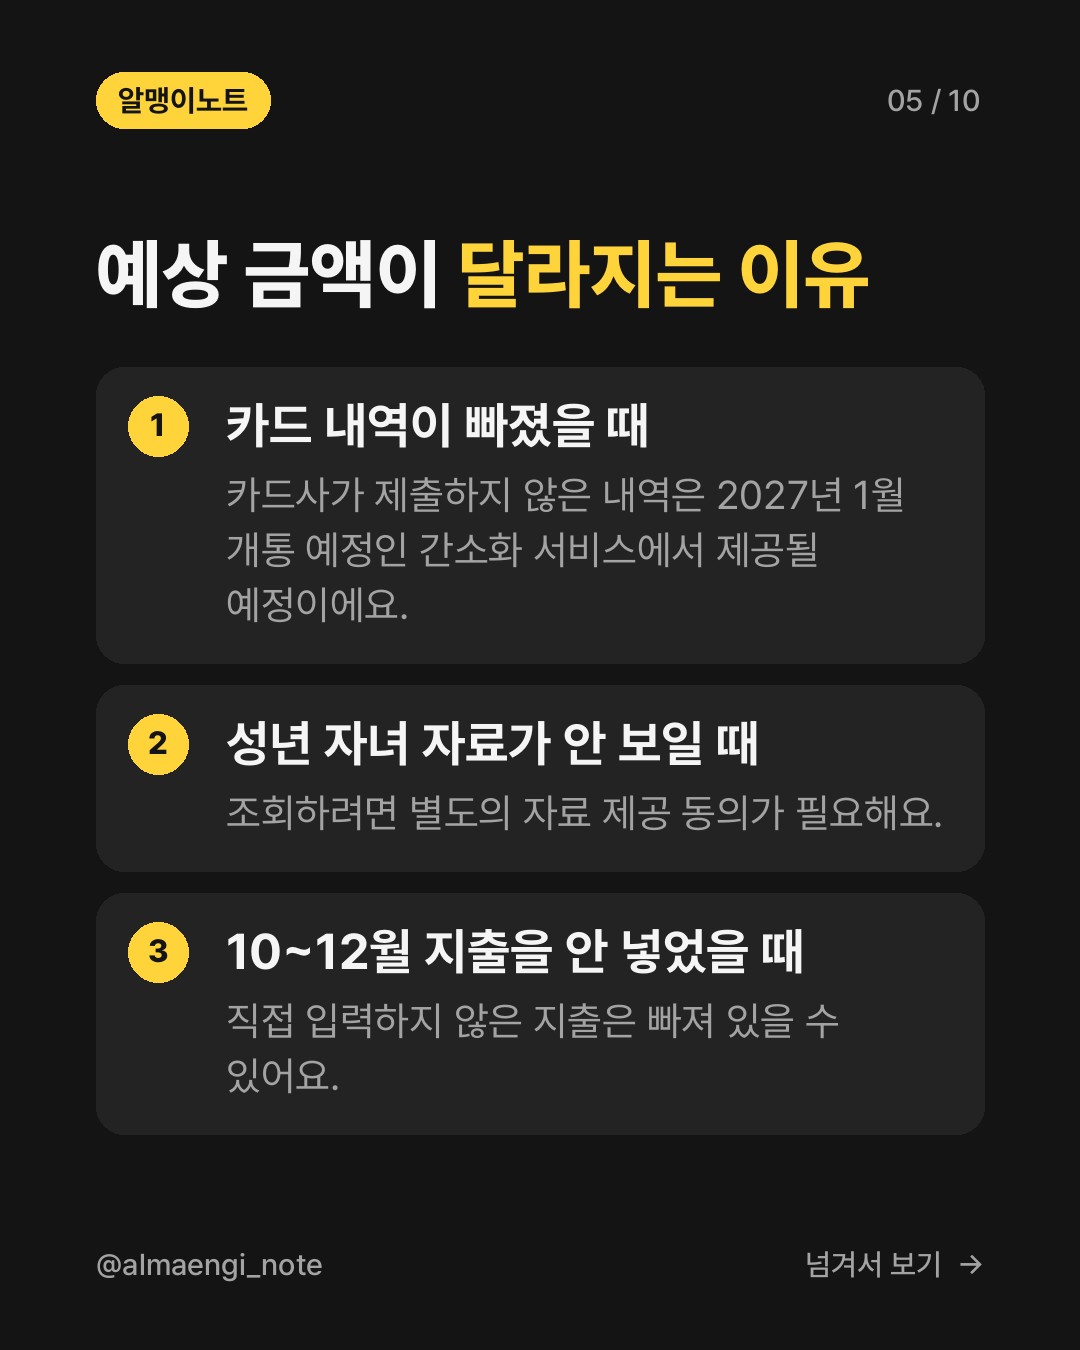 알맹이노트
05 / 10
예상 금액이 달라지는 이유
1
카드 내역이 빠졌을 때
카드사가 제출하지 않은 내역은 2027년 1월
개통 예정인 간소화 서비스에서 제공될
예정이에요.
2
성년 자녀 자료가 안 보일 때
조회하려면 별도의 자료 제공 동의가 필요해요.
3
10~12월 지출을 안 넣었을 때
직접 입력하지 않은 지출은 빠져 있을 수
있어요.
@almaengi_note
넘겨서 보기 →